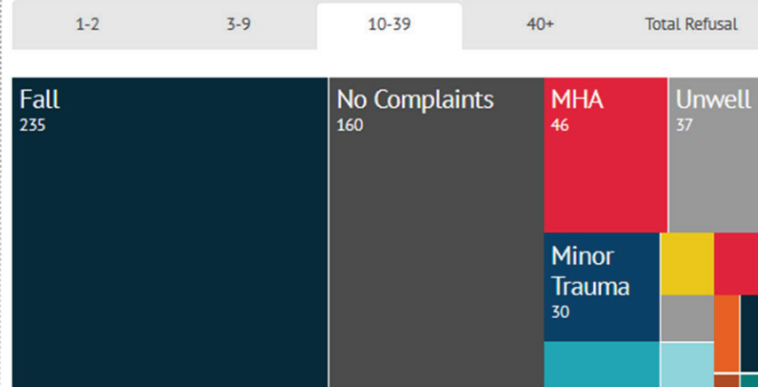 1-2
3-9
10-39
40+
Total Refusal
Fall
235
No Complaints
160
MHA
46
Unwell
37
Minor
Trauma
30